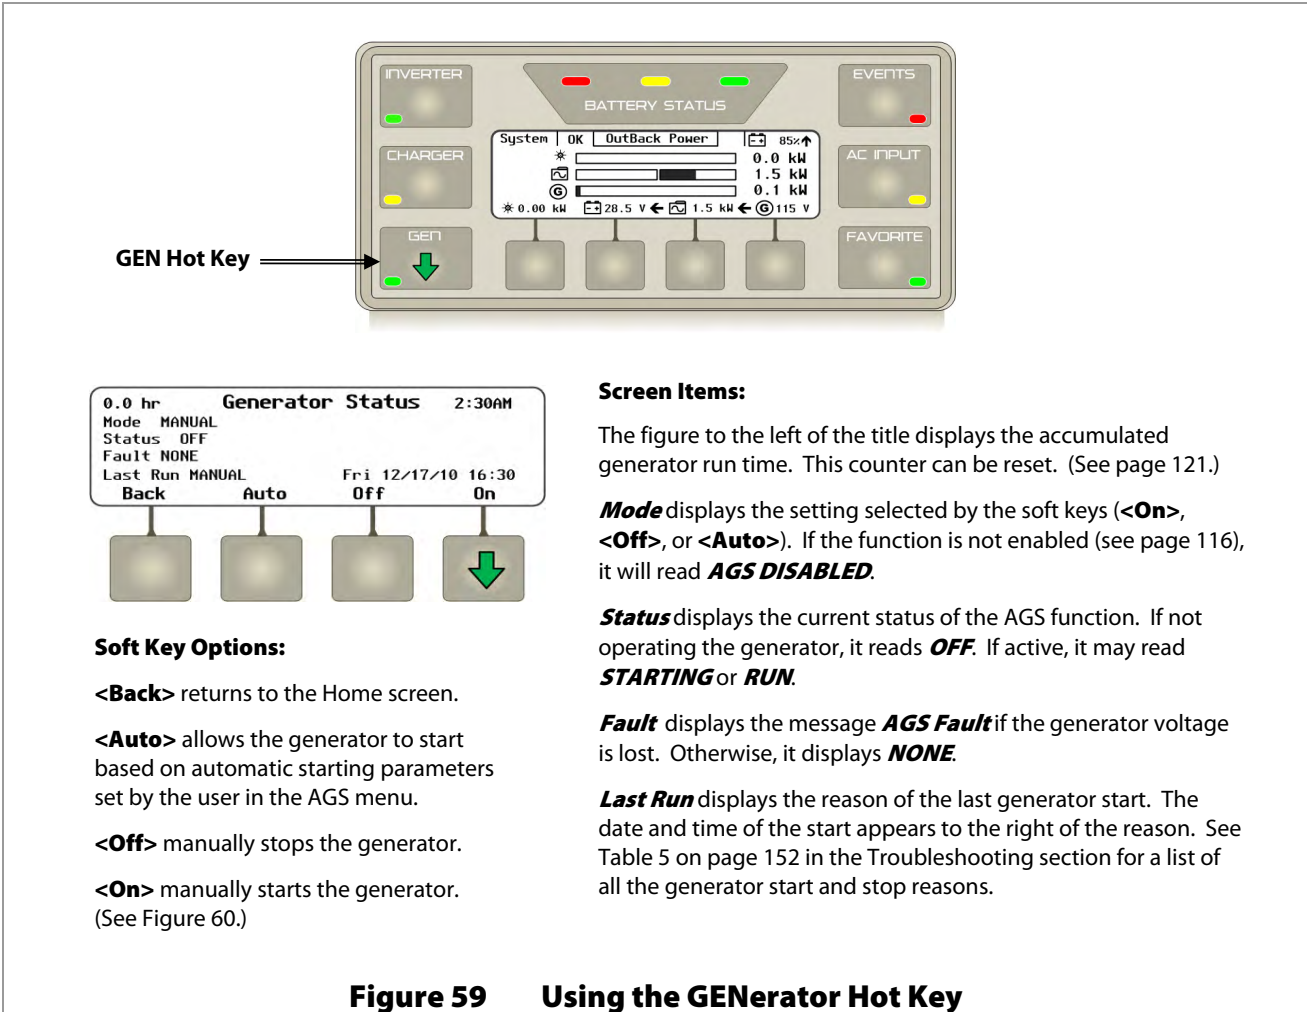 INVERTER
EVENTS
BATTERY STATUS
System OK OutBack Power 85%
CHARGER
0.0 kW
AC INPUT
1.5 kW
G 0.1 kW
0.00 kW 28.5 V 1.5 kW G 115 V
GEN
FAVORITE
GEN Hot Key
0.0 hr Generator Status 2:30AM
Mode MANUAL
Status OFF
Fault NONE
Last Run MANUAL Fri 12/17/10 16:30
Back Auto Off On
Soft Key Options:
<Back> returns to the Home screen.
<Auto> allows the generator to start
based on automatic starting parameters
set by the user in the AGS menu.
<Off> manually stops the generator.
<On> manually starts the generator.
(See Figure 60.)
Screen Items:
The figure to the left of the title displays the accumulated
generator run time. This counter can be reset. (See page 121.)
Mode displays the setting selected by the soft keys (<On>,
<Off>, or <Auto>). If the function is not enabled (see page 116),
it will read AGS DISABLED.
Status displays the current status of the AGS function. If not
operating the generator, it reads OFF. If active, it may read
STARTING or RUN.
Fault displays the message AGS Fault if the generator voltage
is lost. Otherwise, it displays NONE.
Last Run displays the reason of the last generator start. The
date and time of the start appears to the right of the reason. See
Table 5 on page 152 in the Troubleshooting section for a list of
all the generator start and stop reasons.
Figure 59 Using the GENerator Hot Key